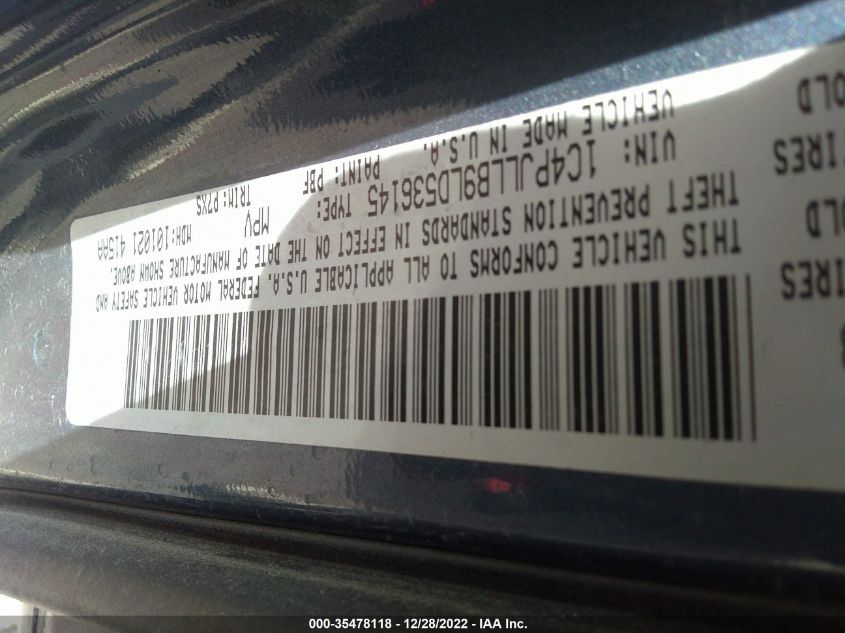 THIS VEHICLE CONFORMS TO ALL APPLICABLE U.S.A. FEDERAL MOTOR VEHICLE SAFETY AND
THEFT PREVENTION STANDARDS IN EFFECT ON THE DATE OF MANUFACTURE SHOWN ABOVE.
VIN: 1C4PJLLB9LD536145 TYPE: MPV MDH:101021 415AA
VEHICLE MADE IN U.S.A. PAINT: PBF TRIM: P7XS
IRES
OLD
IRES
OLD
000-35478118 - 12/28/2022 - IAA Inc.